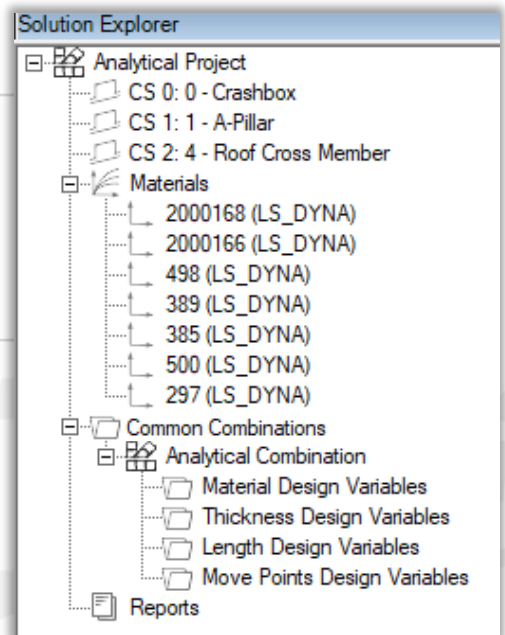 Solution Explorer
Analytical Project
CS 0: 0 - Crashbox
CS 1: 1 - A-Pillar
CS 2: 4 - Roof Cross Member
Materials
2000168 (LS_DYNA)
2000166 (LS_DYNA)
498 (LS_DYNA)
389 (LS_DYNA)
385 (LS_DYNA)
500 (LS_DYNA)
297 (LS_DYNA)
Common Combinations
Analytical Combination
Material Design Variables
Thickness Design Variables
Length Design Variables
Move Points Design Variables
Reports